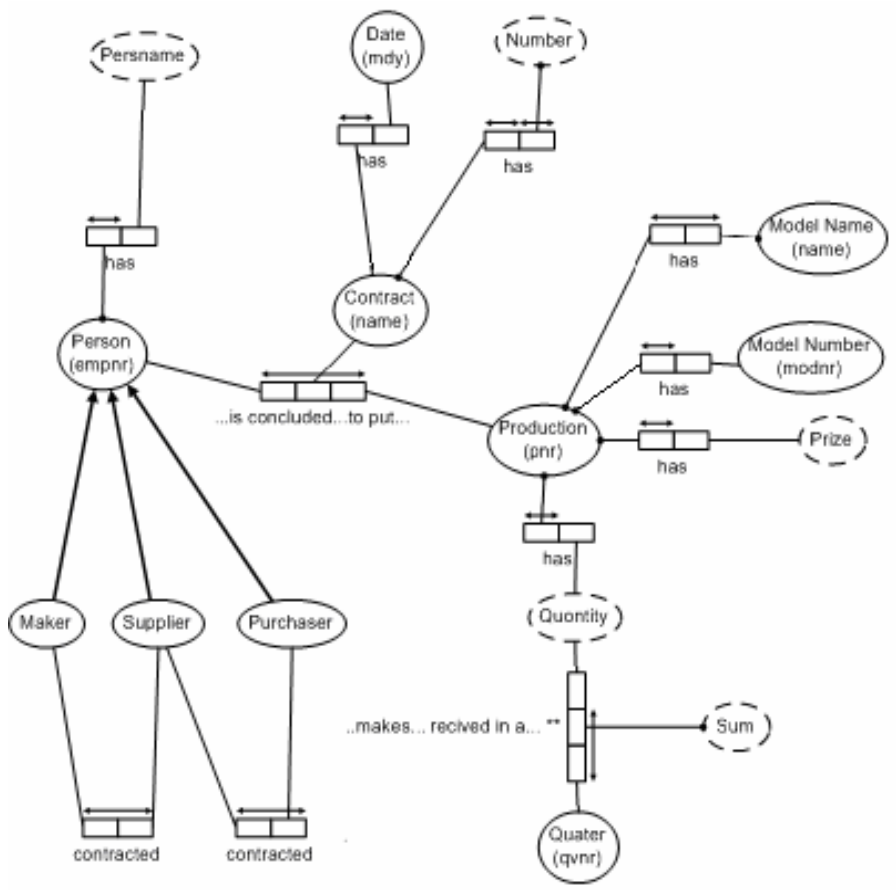 Persname
Date
(mdy)
Number
has
has
has
Model Name
(name)
has
Contract
(name)
Person
(empnr)
Model Number
(modnr)
has
...is concluded...to put...
Production
(pnr)
Prize
has
has
Maker
Supplier
Purchaser
Quontity
..makes... recived in a... **
Sum
contracted
contracted
Quater
(qvnr)